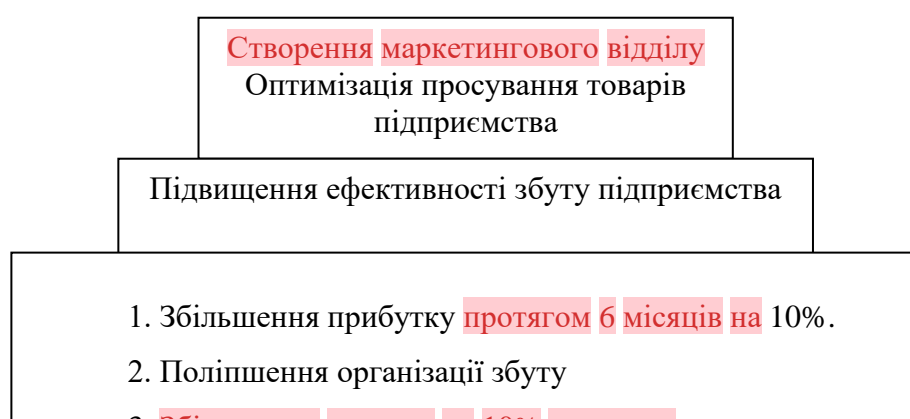 Створення маркетингового відділу
Оптимізація просування товарів
підприємства
Підвищення ефективності збуту підприємства
1. Збільшення прибутку протягом 6 місяців на 10%.
2. Поліпшення організації збуту